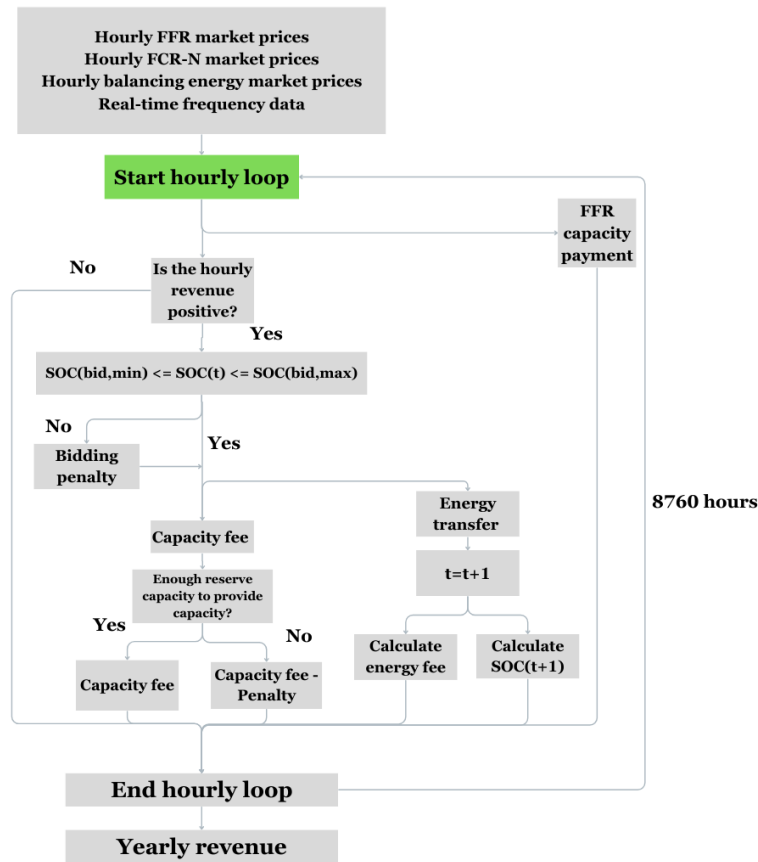 Hourly FFR market prices
Hourly FCR-N market prices
Hourly balancing energy market prices
Real-time frequency data
Start hourly loop
FFR
capacity
payment
No
Is the hourly
revenue
positive?
Yes
SOC(bid,min) <= SOC(t) <= SOC(bid,max)
No
Yes
Bidding
penalty
Energy
transfer
8760 hours
Capacity fee
t=t+1
Enough reserve
capacity to provide
capacity?
Yes
No
Calculate
energy fee
Calculate
SOC(t+1)
Capacity fee
Capacity fee -
Penalty
End hourly loop
Yearly revenue